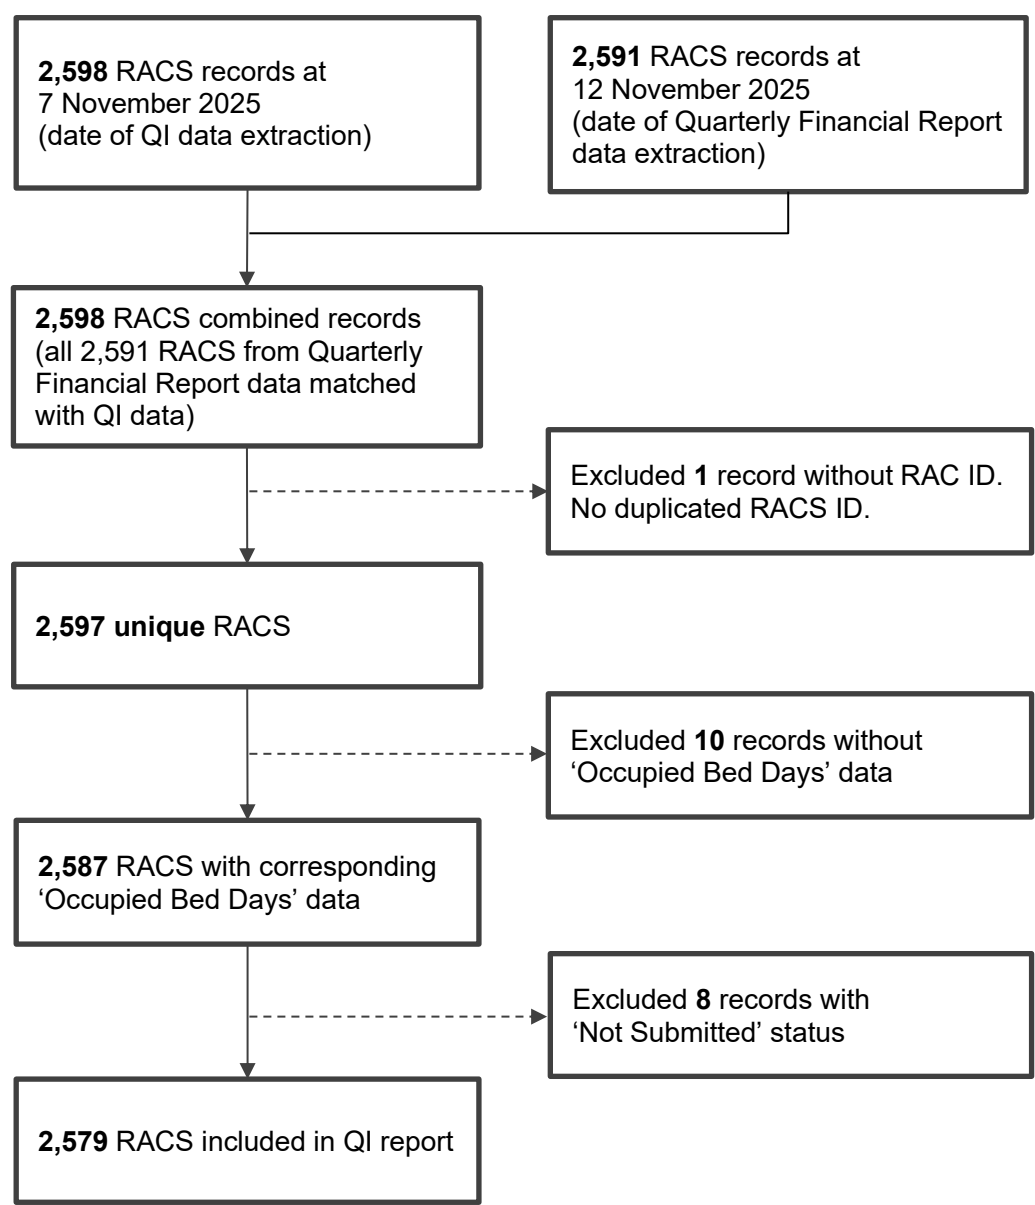 2,598 RACS records at
7 November 2025
(date of QI data extraction)
2,591 RACS records at
12 November 2025
(date of Quarterly Financial Report
data extraction)
2,598 RACS combined records
(all 2,591 RACS from Quarterly
Financial Report data matched
with QI data)
Excluded 1 record without RAC ID.
No duplicated RACS ID.
2,597 unique RACS
Excluded 10 records without
‘Occupied Bed Days’ data
2,587 RACS with corresponding
‘Occupied Bed Days’ data
Excluded 8 records with
‘Not Submitted’ status
2,579 RACS included in QI report